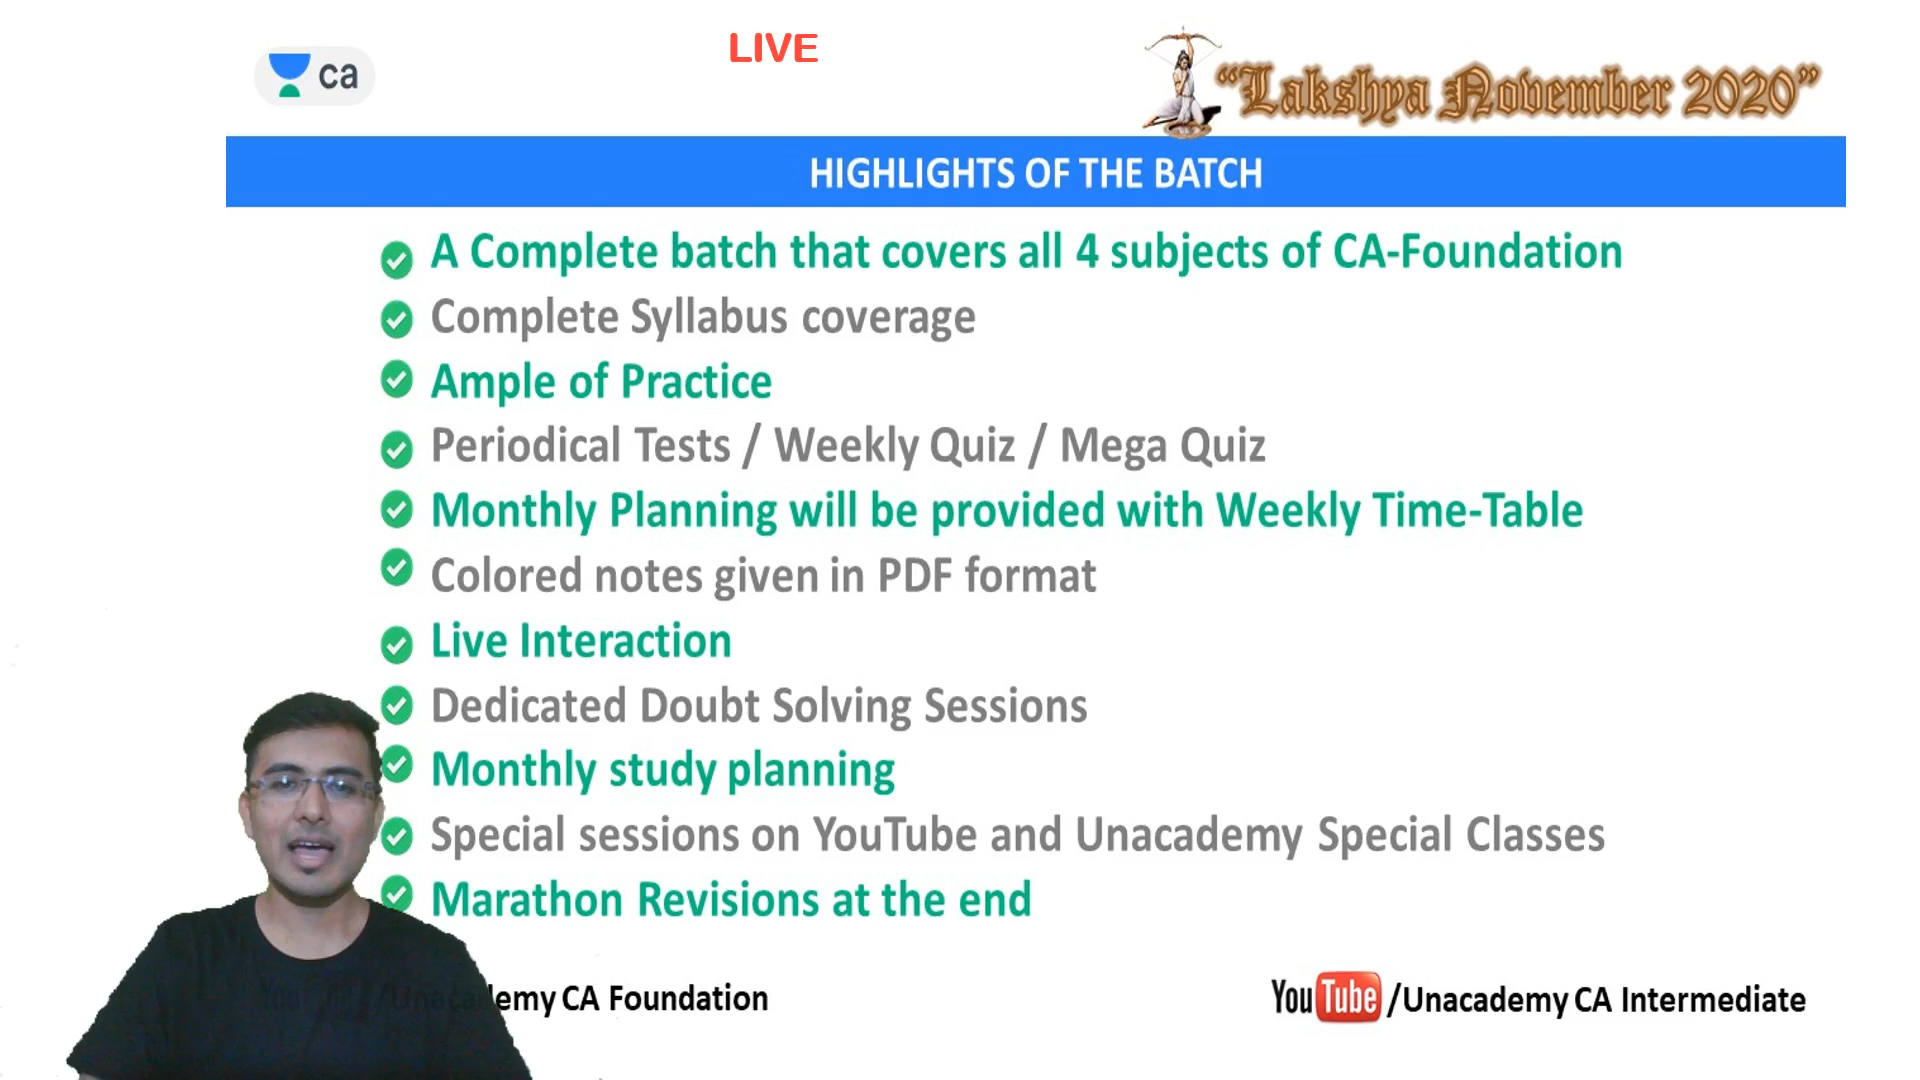 ca
LIVE
“Lakshya November 2020”
HIGHLIGHTS OF THE BATCH
A Complete batch that covers all 4 subjects of CA-Foundation
Complete Syllabus coverage
Ample of Practice
Periodical Tests / Weekly Quiz / Mega Quiz
Monthly Planning will be provided with Weekly Time-Table
Colored notes given in PDF format
Live Interaction
Dedicated Doubt Solving Sessions
Monthly study planning
Special sessions on YouTube and Unacademy Special Classes
Marathon Revisions at the end
YouTube /Unacademy CA Foundation
YouTube /Unacademy CA Intermediate